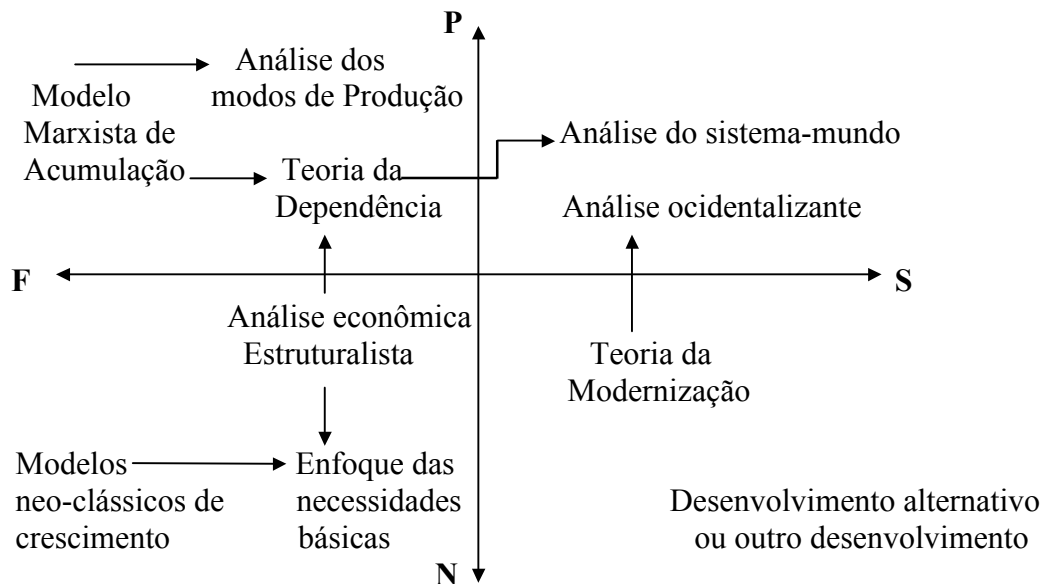 P
Análise dos
modos de Produção
Modelo
Marxista de
Acumulação
Teoria da
Dependência
Análise do sistema-mundo
Análise ocidentalizante
F
S
Análise econômica
Estruturalista
Teoria da
Modernização
Modelos
neo-clássicos de
crescimento
Enfoque das
necessidades
básicas
Desenvolvimento alternativo
ou outro desenvolvimento
N